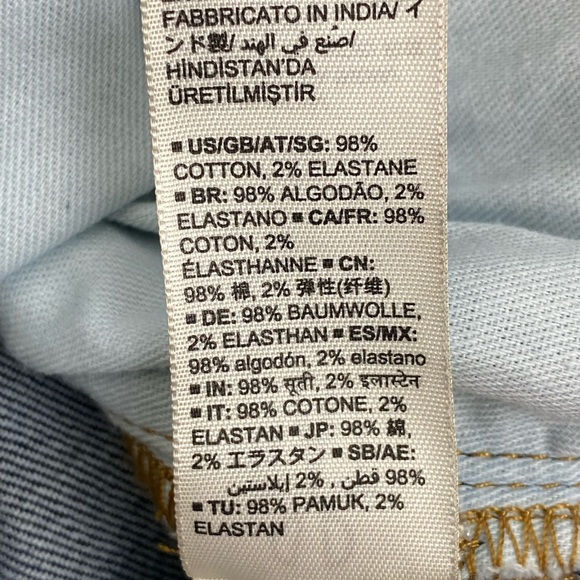 FABBRICATO IN INDIA/ イ
ンド製/ صُنع في الهند/
HİNDİSTAN'DA
ÜRETİLMİŞTİR
■ US/GB/AT/SG: 98%
COTTON, 2% ELASTANE
■ BR: 98% ALGODÃO, 2%
ELASTANO ■ CA/FR: 98%
COTON, 2%
ÉLASTHANNE ■ CN:
98% 棉, 2% 弹性(纤维)
■ DE: 98% BAUMWOLLE,
2% ELASTHAN ■ ES/MX:
98% algodón, 2% elastano
■ IN: 98% सूती, 2% इलास्टेन
■ IT: 98% COTONE, 2%
ELASTAN ■ JP: 98% 綿,
2% エラスタン ■ SB/AE:
98% قطن, 2% إيلاستين
■ TU: 98% PAMUK, 2%
ELASTAN